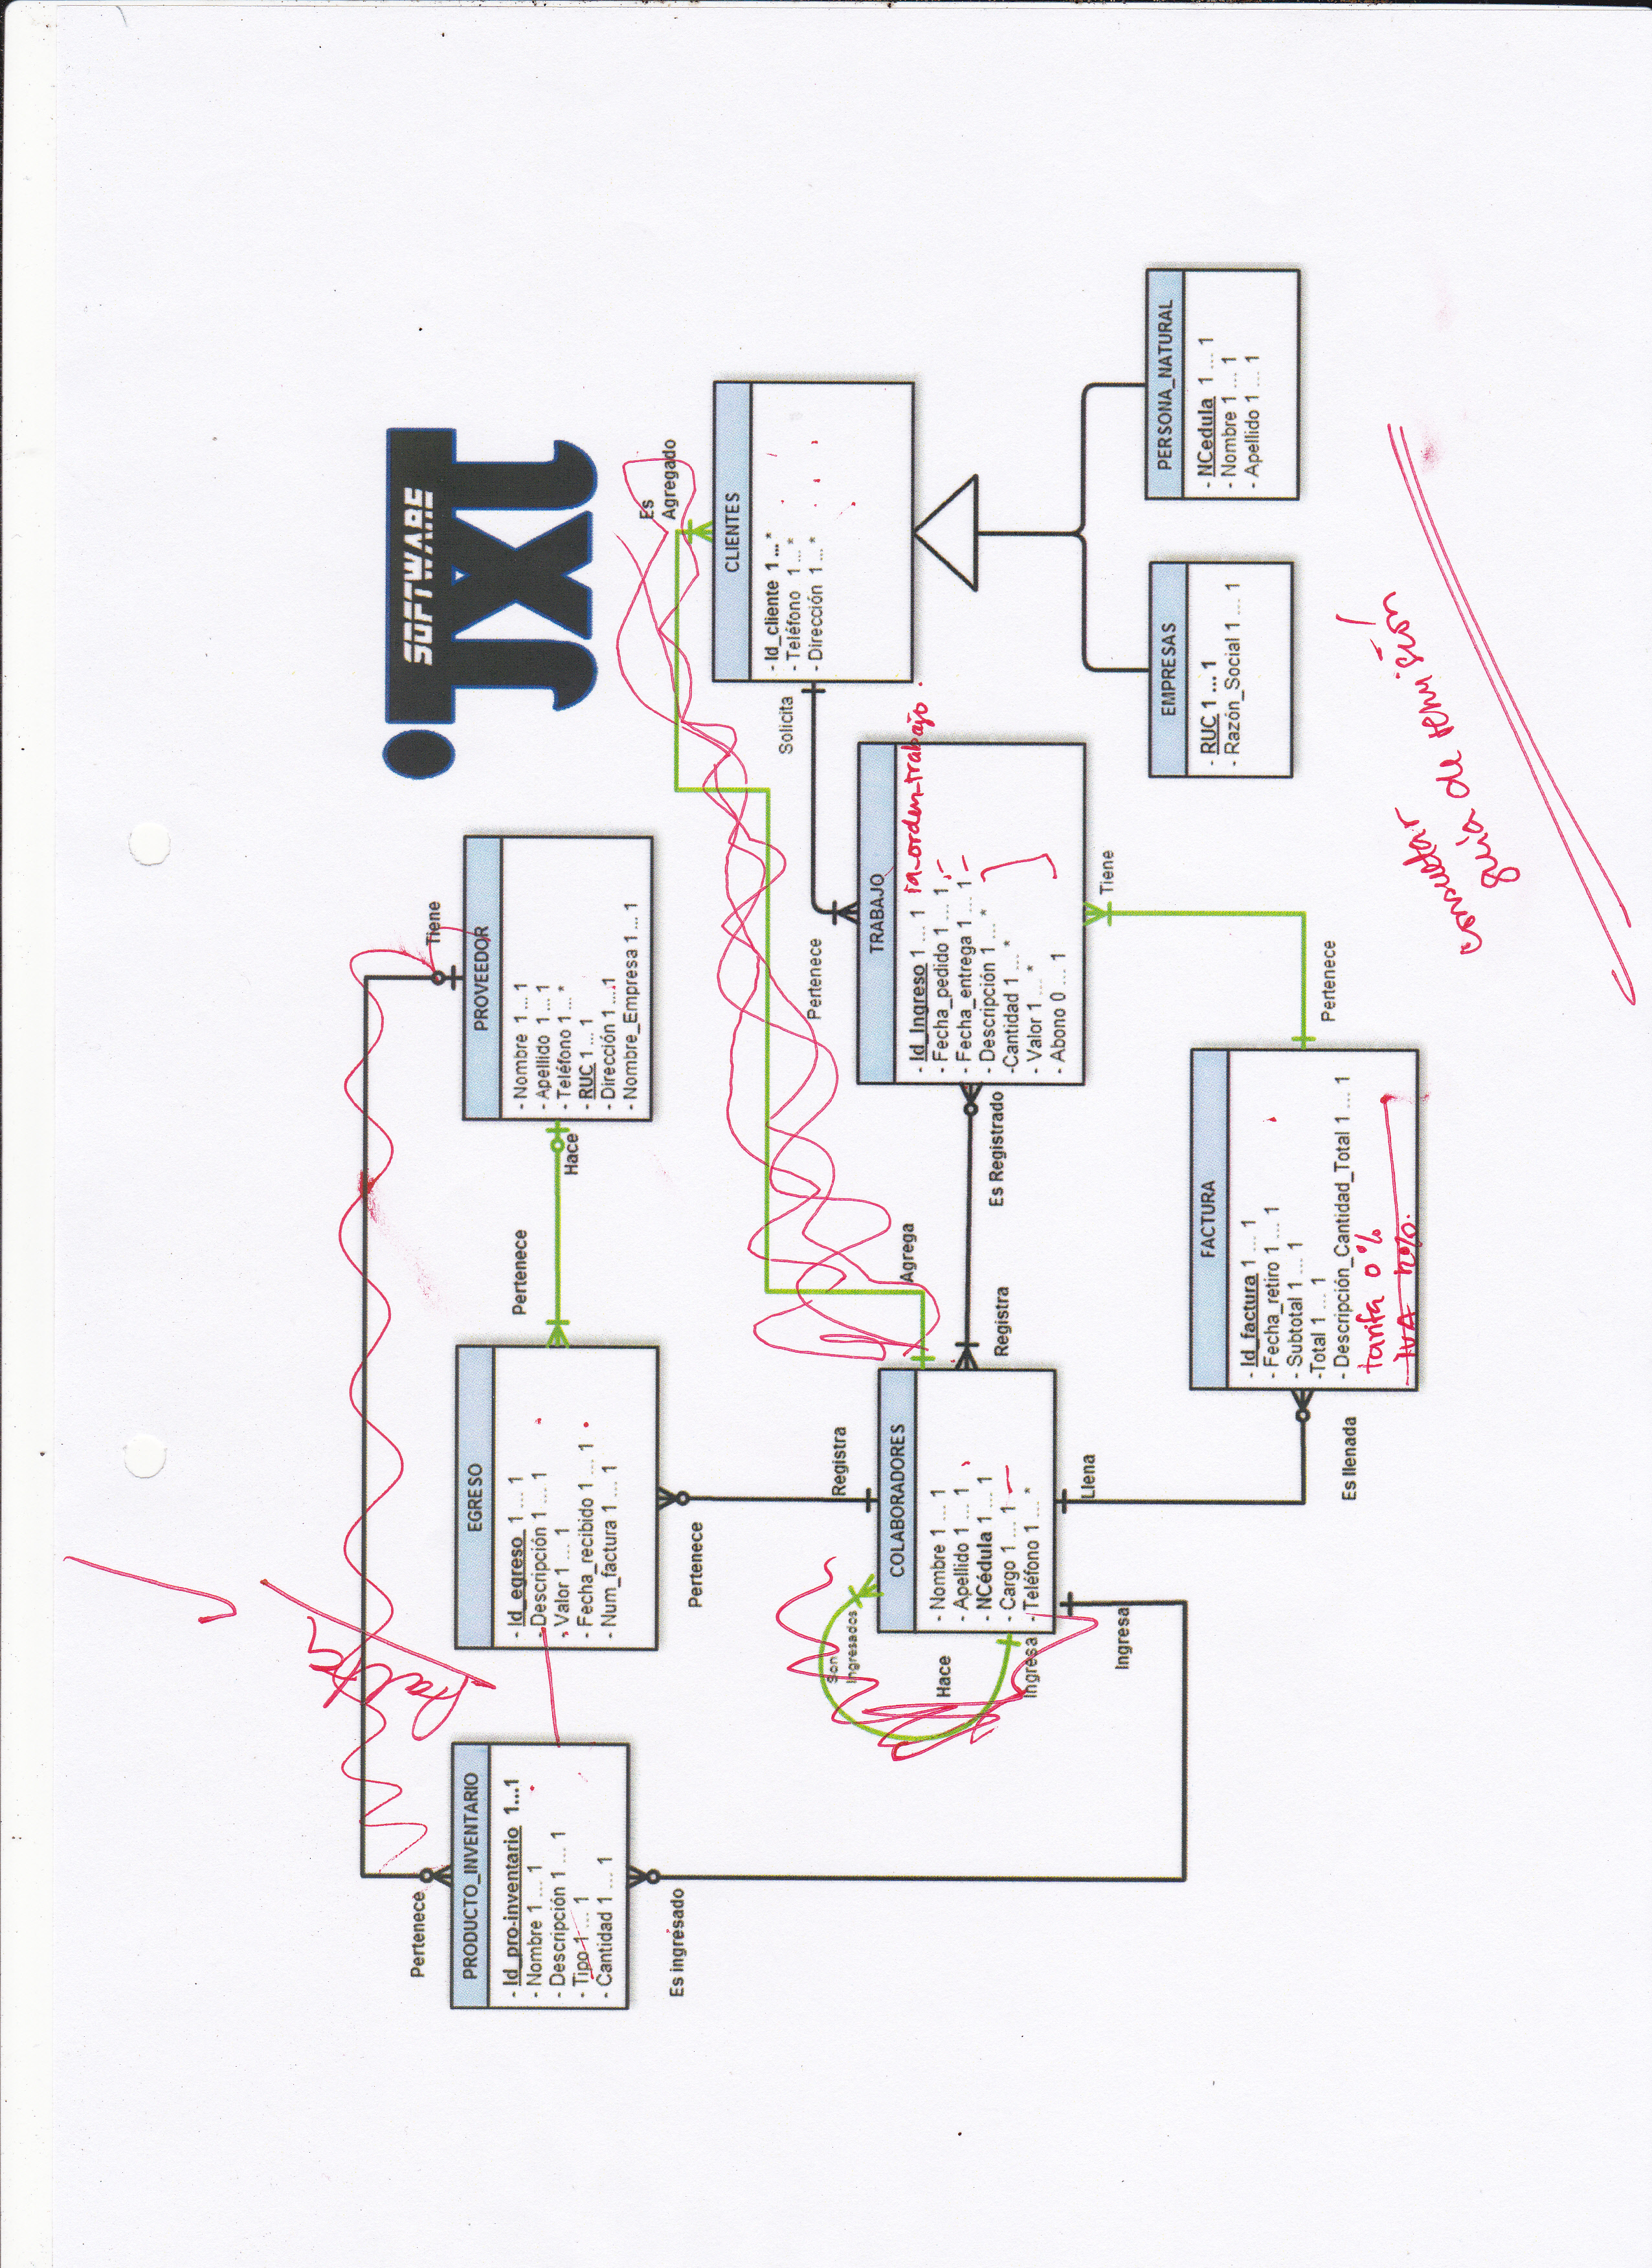 SOFTWARE
iJXI
Falta
Pertenece
Tiene
PRODUCTO_INVENTARIO
- Id_pro-inventario 1...1
- Nombre 1 ... 1
- Descripción 1 ... 1
- Tipo 1 ... 1
- Cantidad 1 ... 1
Es ingresado
EGRESO
- Id_egreso 1 ... 1
- Descripción 1 ... 1
- Valor 1 ... 1
- Fecha_recibido 1 ... 1
- Num_factura 1 ... 1
Pertenece
Hace
PROVEEDOR
- Nombre 1 ... 1
- Apellido 1 ... 1
- Teléfono 1 ... *
- RUC 1 ... 1
- Dirección 1 ... 1
- Nombre_Empresa 1 ... 1
Es
Agregado
CLIENTES
- Id_cliente 1 ... *
- Teléfono 1 ... *
- Dirección 1 ... *
Solicita
Pertenece
Registra
Agrega
Son
Ingresados
Hace
Ingresa
COLABORADORES
- Nombre 1 ... 1
- Apellido 1 ... 1
- NCédula 1 ... 1
- Cargo 1 ... 1
- Teléfono 1 ... *
Registra
Es Registrado
Pertenece
TRABAJO
- Id_Ingreso 1 ... 1 id_orden_trabajo.
- Fecha_pedido 1 ... 1
- Fecha_entrega 1 ... 1
- Descripción 1 ... *
-Cantidad 1 ... *
- Valor 1 ... *
- Abono 0 ... 1
Tiene
Ingresa
Llena
Es llenada
FACTURA
- Id_factura 1 ... 1
- Fecha_retiro 1 ... 1
- Subtotal 1 ... 1
-Total 1 ... 1
- Descripción_Cantidad_Total 1 ... 1
tarifa 0 %
IVA 12%.
Pertenece
EMPRESAS
- RUC 1 ... 1
- Razón_Social 1 ... 1
PERSONA_NATURAL
- NCedula 1 ... 1
- Nombre 1 ... 1
- Apellido 1 ... 1
guía de remisión